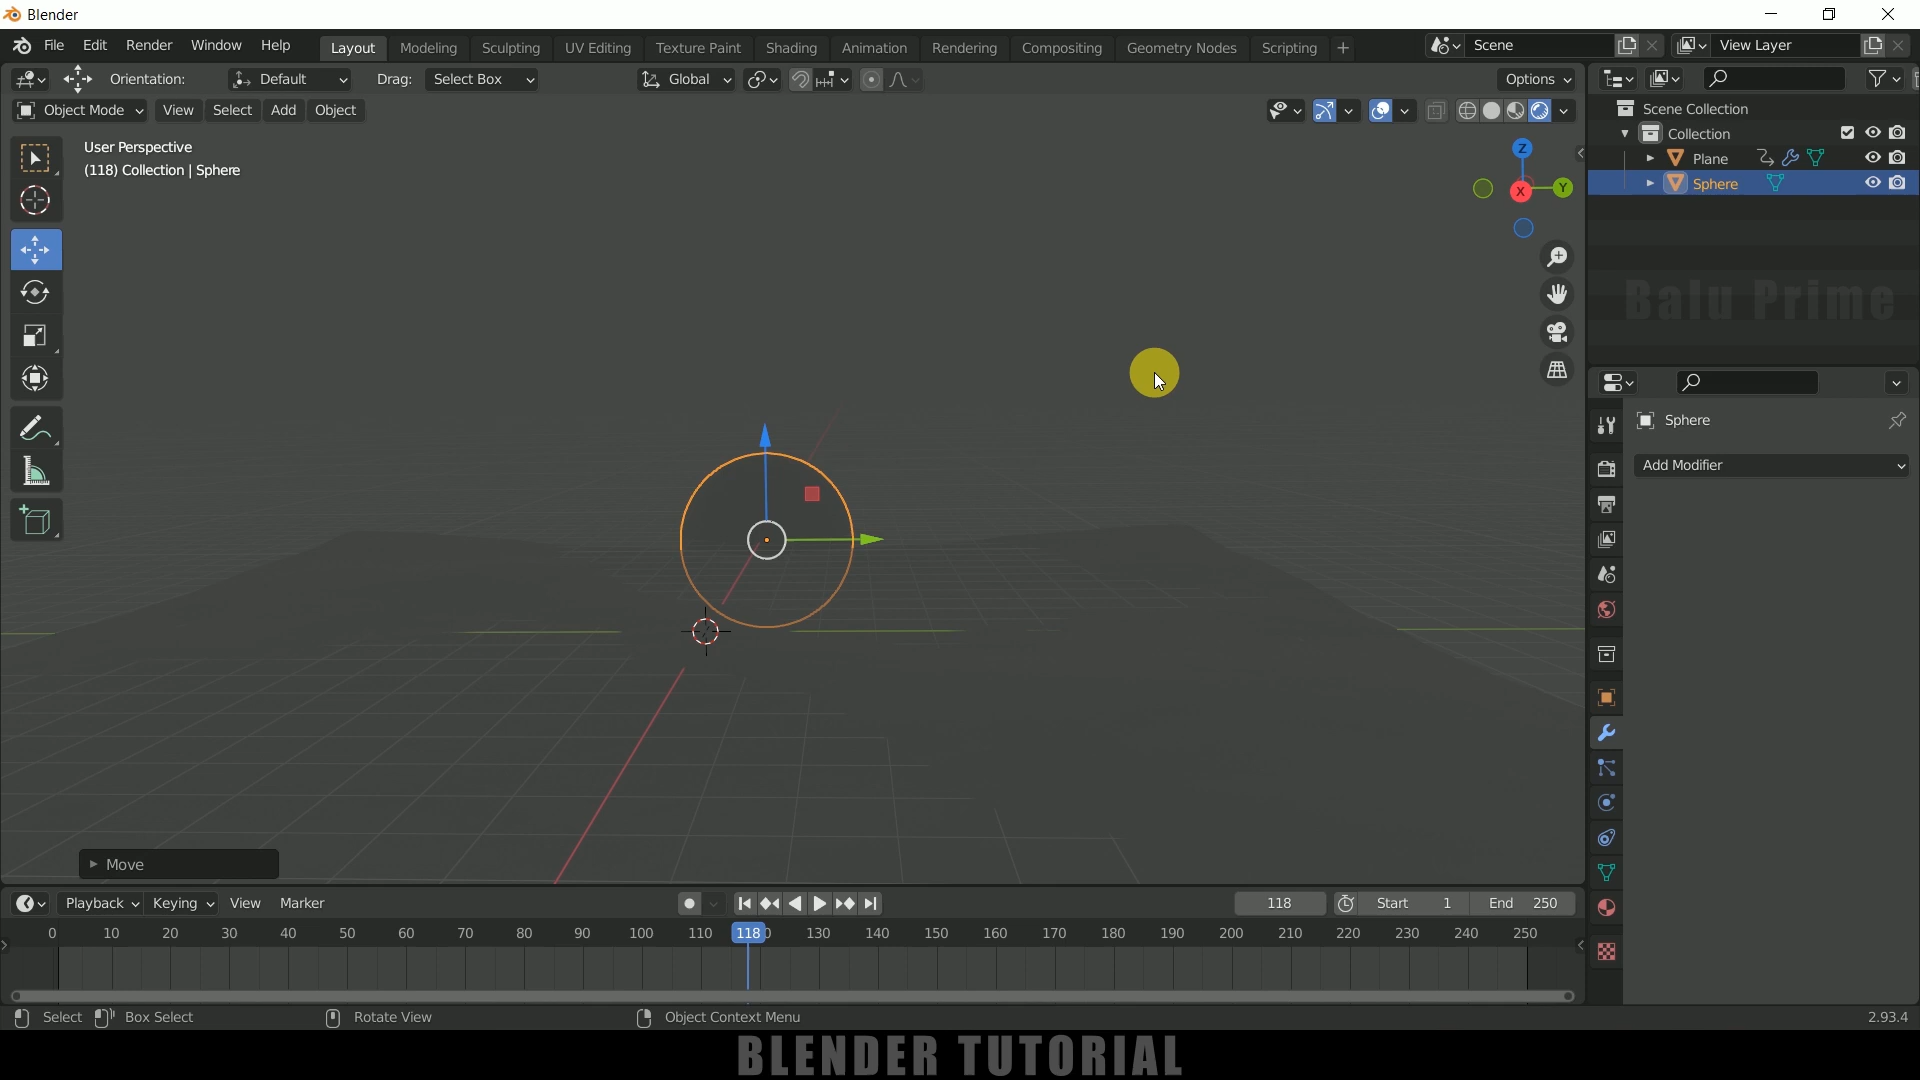 Blender
File Edit Render Window Help Layout Modeling Sculpting UV Editing Texture Paint Shading Animation Rendering Compositing Geometry Nodes Scripting + Scene View Layer
Orientation: Default Drag: Select Box Global Options
Object Mode View Select Add Object
User Perspective
(118) Collection | Sphere
Z
X
Y
Scene Collection
Collection
Plane
Sphere
Balu Prime
Sphere
Add Modifier
Move
Playback Keying View Marker 118 Start 1 End 250
0 10 20 30 40 50 60 70 80 90 100 110 118 130 140 150 160 170 180 190 200 210 220 230 240 250
Select Box Select Rotate View Object Context Menu 2.93.4
BLENDER TUTORIAL